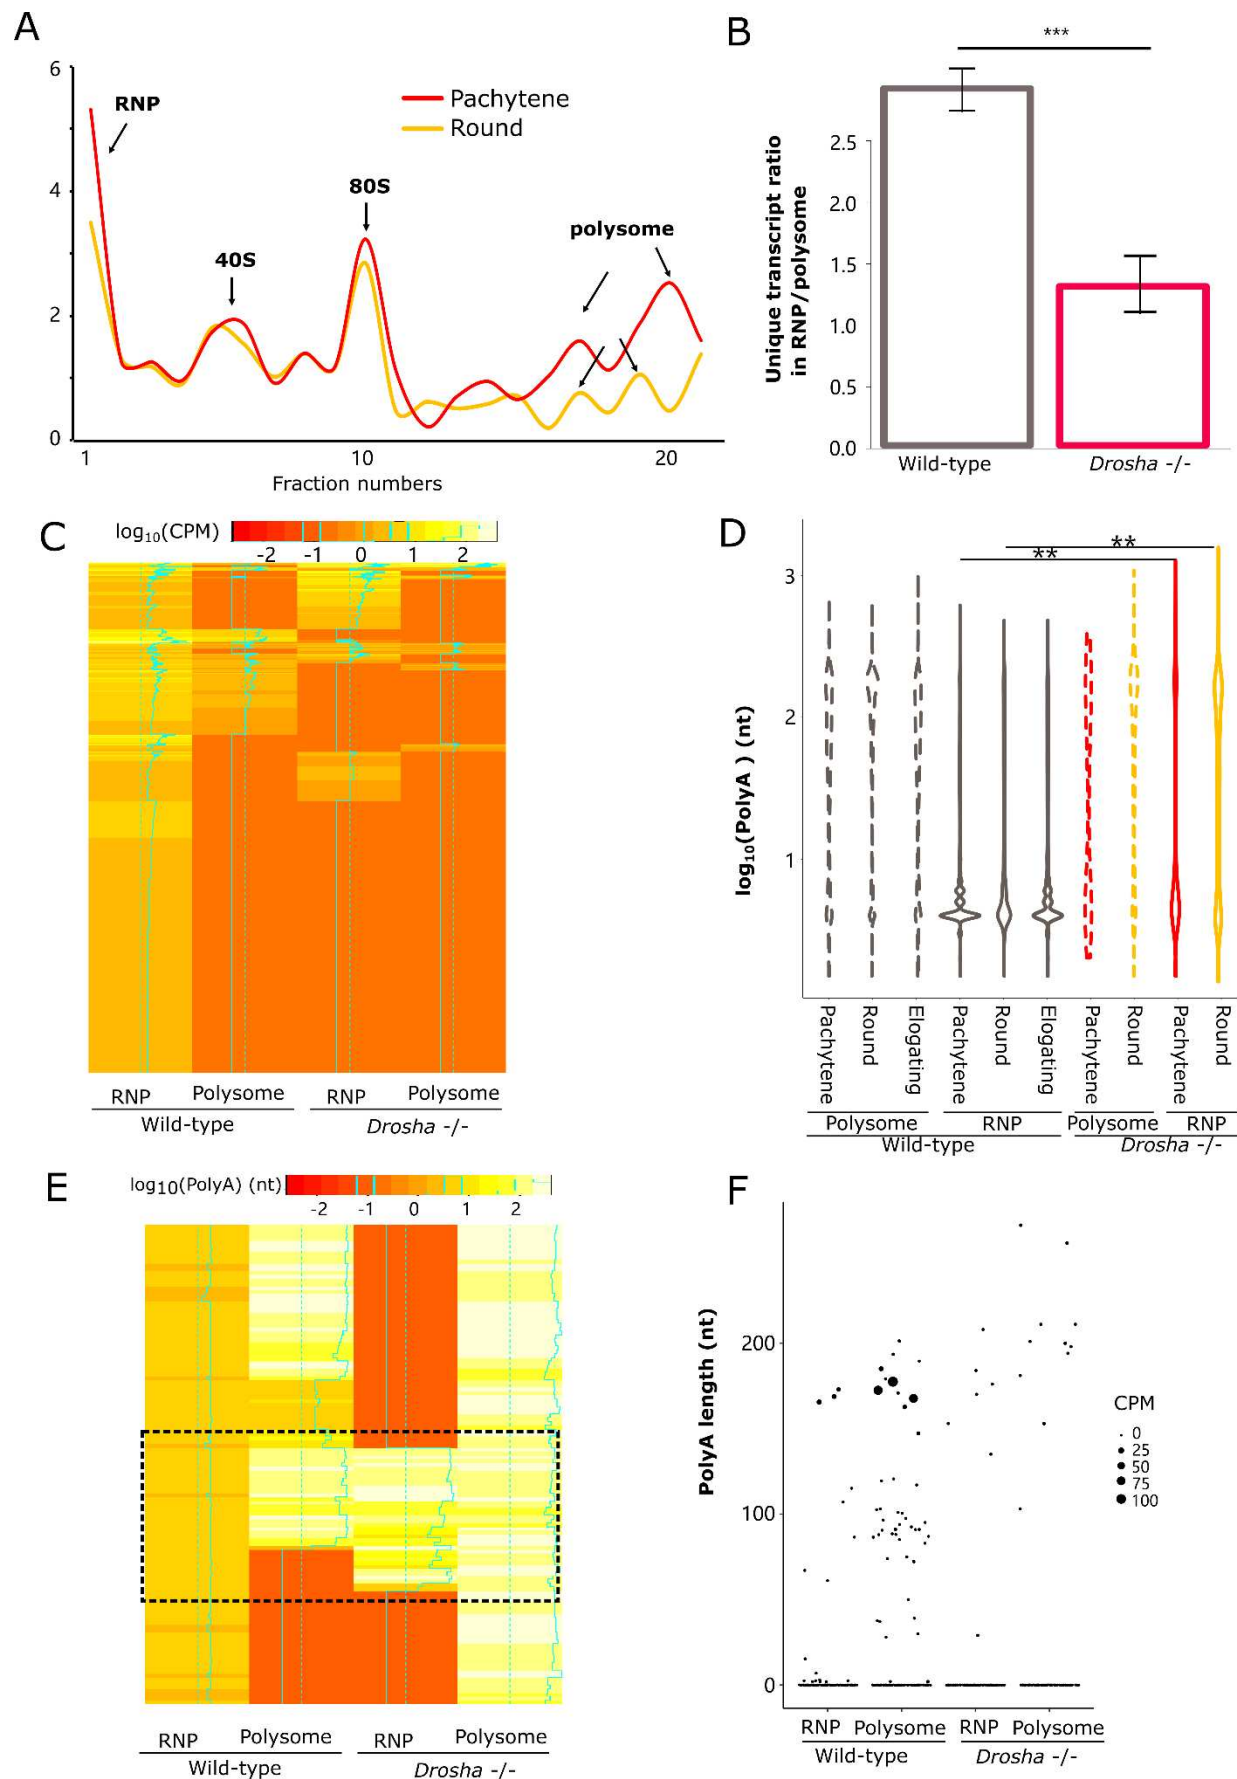 A
6
4
2
0
RNP
40S
80S
polysome
Pachytene
Round
1
10
20
Fraction numbers
B
***
Unique transcript ratio
in RNP/polysome
2.5
2.0
1.5
1.0
0.5
0.0
Wild-type
Drosha -/-
C
log10(CPM)
-2
-1
0
1
2
RNP
Polysome
RNP
Polysome
Wild-type
Drosha -/-
D
**
**
log10(PolyA ) (nt)
3
2
1
Pachytene
Round
Elogating
Pachytene
Round
Elogating
Pachytene
Round
Pachytene
Round
Polysome
RNP
Polysome
RNP
Wild-type
Drosha -/-
E
log10(PolyA) (nt)
-2
-1
0
1
2
RNP
Polysome
RNP
Polysome
Wild-type
Drosha -/-
F
PolyA length (nt)
200
100
0
CPM
0
25
50
75
100
RNP
Polysome
RNP
Polysome
Wild-type
Drosha -/-